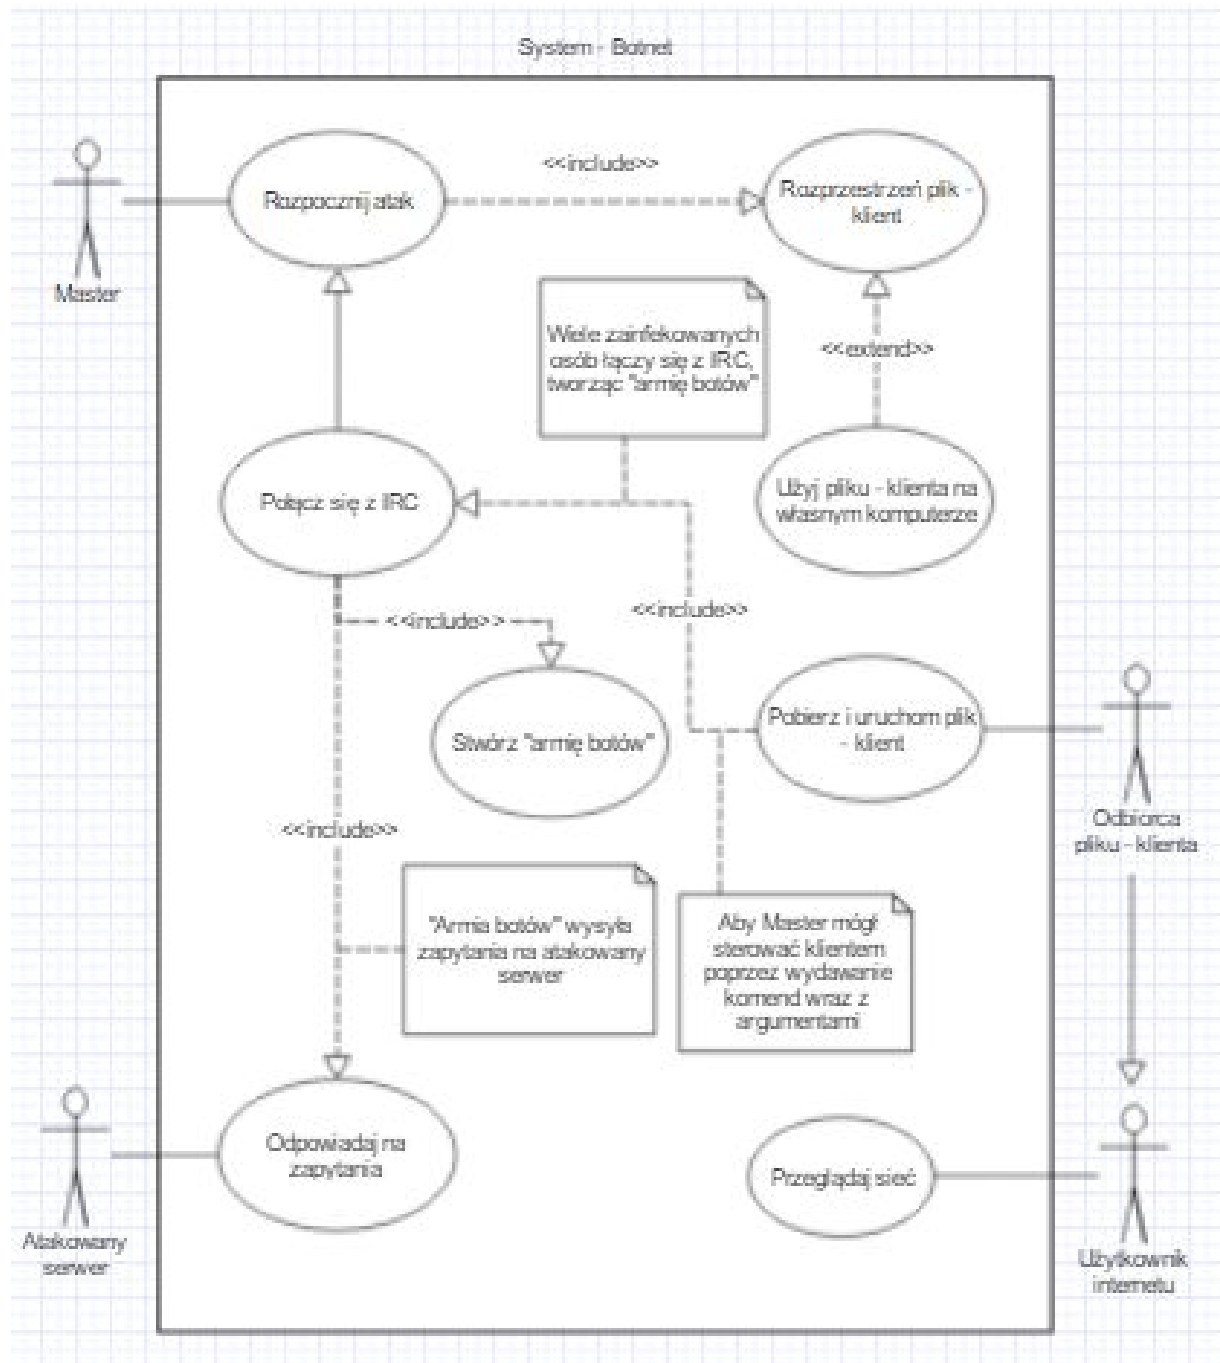 System - Botnet
Rozpocznij atak
<<include>>
Rozprzestrzeń plik -
klient
Master
Wiele zainfekowanych
osób łączy się z IRC,
tworząc "armię botów"
<<extend>>
Połącz się z IRC
Użyj pliku - klienta na
własnym komputerze
<<include>>
<<include>>
Stwórz "armię botów"
Pobierz i uruchom plik
- klient
Odbiorca
pliku - klienta
<<include>>
"Armia botów" wysyła
zapytania na atakowany
serwer
Aby Master mógł
sterować klientem
poprzez wydawanie
komend wraz z
argumentami
Odpowiadaj na
zapytania
Przeglądaj sieć
Atakowany
serwer
Użytkownik
internetu